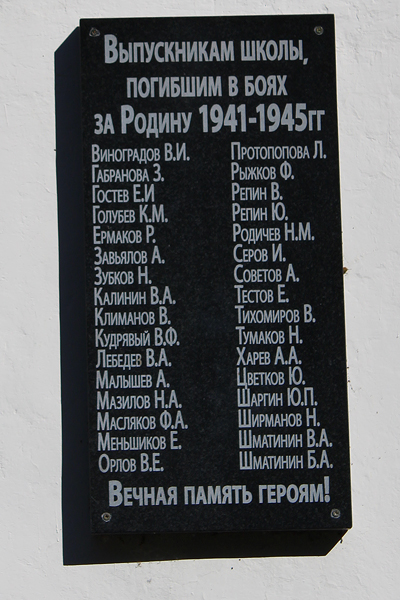 Выпускникам школы,
погибшим в боях
за Родину 1941-1945гг
Виноградов В.И.
Габранова З.
Гостев Е.И
Голубев К.М.
Ермаков Р.
Завьялов А.
Зубков Н.
Калинин В.А.
Климанов В.
Кудрявый В.Ф.
Лебедев В.А.
Малышев А.
Мазилов Н.А.
Масляков Ф.А.
Меньшиков Е.
Орлов В.Е.
Протопопова Л.
Рыжков Ф.
Репин В.
Репин Ю.
Родичев Н.М.
Серов И.
Советов А.
Тестов Е.
Тихомиров В.
Тумаков Н.
Харев А.А.
Цветков Ю.
Шаргин Ю.П.
Ширманов Н.
Шматинин В.А.
Шматинин Б.А.
Вечная память героям!